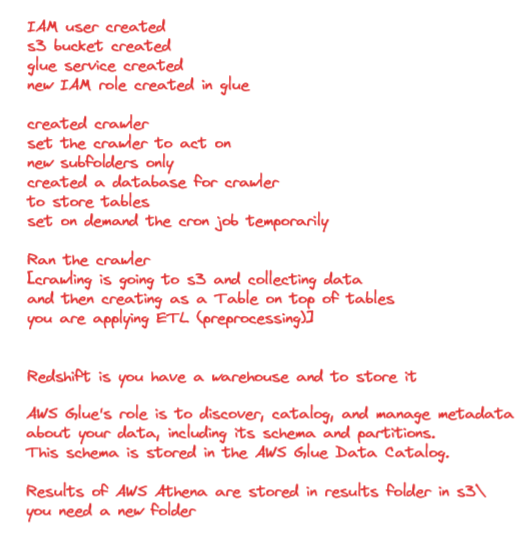 IAM user created
s3 bucket created
glue service created
new IAM role created in glue
created crawler
set the crawler to act on
new subfolders only
created a database for crawler
to store tables
set on demand the cron job temporarily
Ran the crawler
[crawling is going to s3 and collecting data
and then creating as a Table on top of tables
you are applying ETL (preprocessing)]
Redshift is you have a warehouse and to store it
AWS Glue's role is to discover, catalog, and manage metadata
about your data, including its schema and partitions.
This schema is stored in the AWS Glue Data Catalog.
Results of AWS Athena are stored in results folder in s3\
you need a new folder